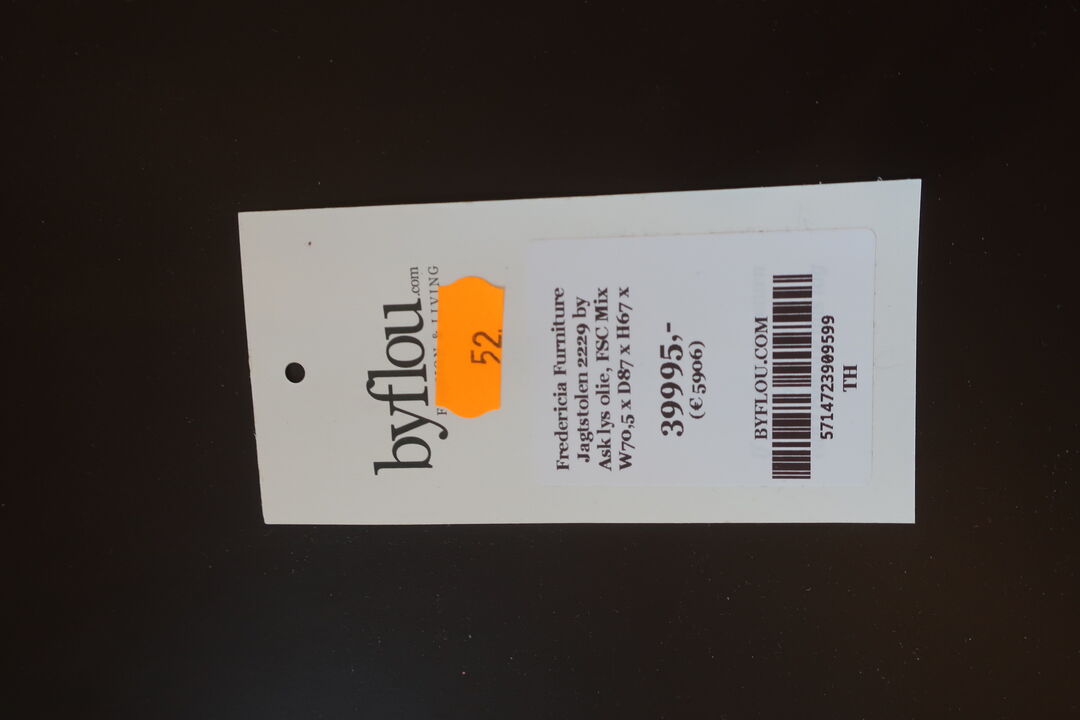 byflou.com
& LIVING
52.
Fredericia Furniture
Jagtstolen 2229 by
Ask lys olie, FSC Mix
W70,5 x D87 x H67 x
39995,-
(€ 5906)
BYFLOU.COM
5714723909599
TH